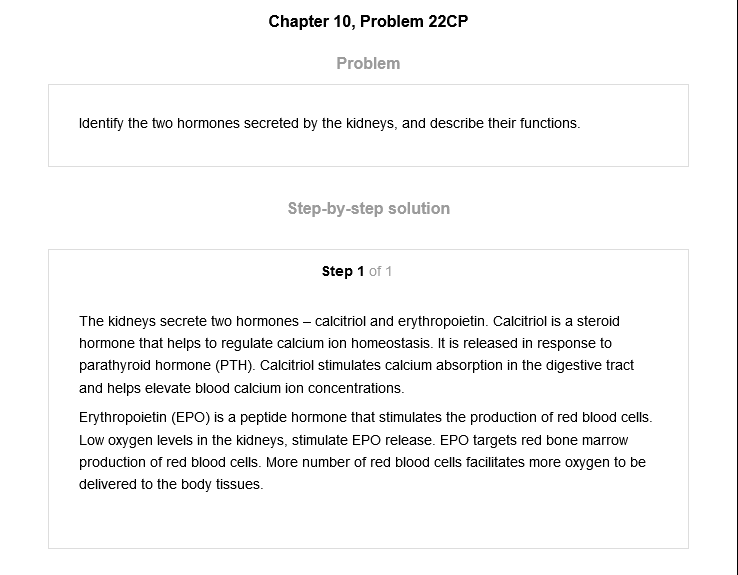 Chapter 10, Problem 22CP
Problem
Identify the two hormones secreted by the kidneys, and describe their functions.
Step-by-step solution
Step 1 of 1
The kidneys secrete two hormones – calcitriol and erythropoietin. Calcitriol is a steroid
hormone that helps to regulate calcium ion homeostasis. It is released in response to
parathyroid hormone (PTH). Calcitriol stimulates calcium absorption in the digestive tract
and helps elevate blood calcium ion concentrations.
Erythropoietin (EPO) is a peptide hormone that stimulates the production of red blood cells.
Low oxygen levels in the kidneys, stimulate EPO release. EPO targets red bone marrow
production of red blood cells. More number of red blood cells facilitates more oxygen to be
delivered to the body tissues.